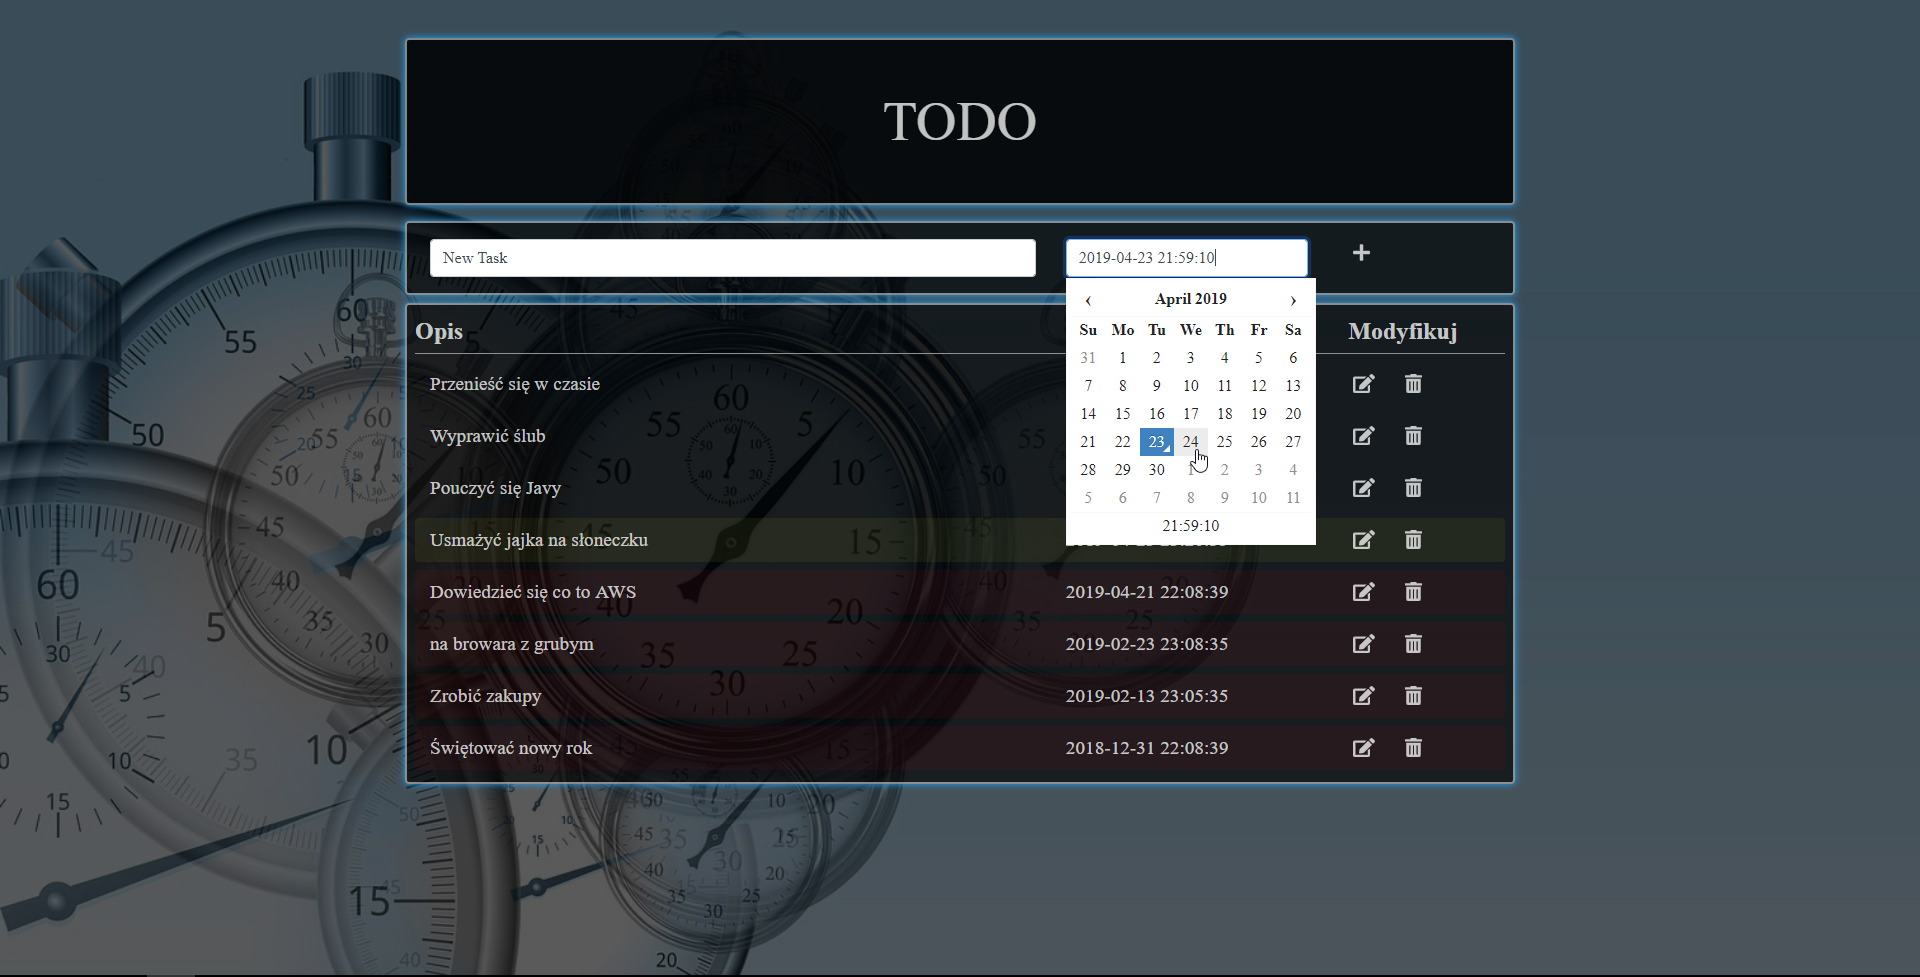 TODO
New Task
2019-04-23 21:59:10
‹ April 2019 ›
Su Mo Tu We Th Fr Sa
31 1 2 3 4 5 6
7 8 9 10 11 12 13
14 15 16 17 18 19 20
21 22 23 24 25 26 27
28 29 30 1 2 3 4
5 6 7 8 9 10 11
21:59:10
Opis Modyfikuj
Przenieść się w czasie
Wyprawić ślub
Pouczyć się Javy
Usmażyć jajka na słoneczku
Dowiedzieć się co to AWS 2019-04-21 22:08:39
na browara z grubym 2019-02-23 23:08:35
Zrobić zakupy 2019-02-13 23:05:35
Świętować nowy rok 2018-12-31 22:08:39